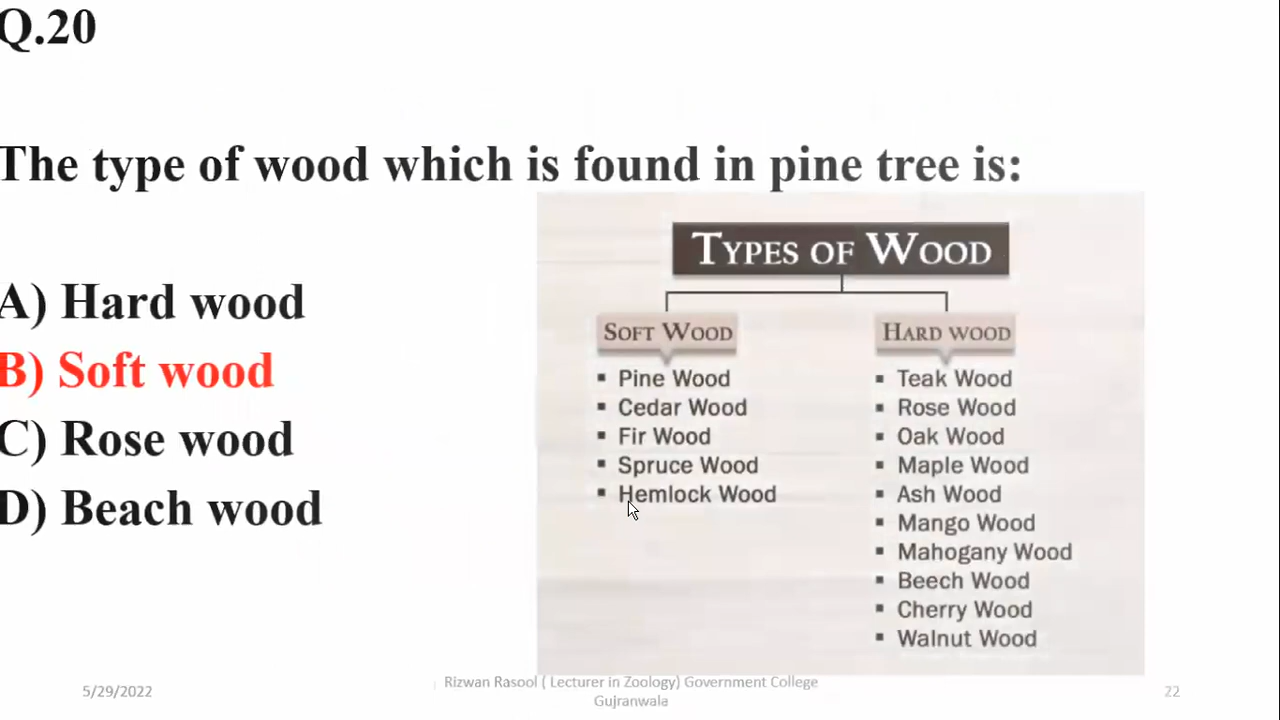 Q.20
The type of wood which is found in pine tree is:
A) Hard wood
B) Soft wood
C) Rose wood
D) Beach wood
TYPES OF WOOD
SOFT WOOD
▪ Pine Wood
▪ Cedar Wood
▪ Fir Wood
▪ Spruce Wood
▪ Hemlock Wood
HARD WOOD
▪ Teak Wood
▪ Rose Wood
▪ Oak Wood
▪ Maple Wood
▪ Ash Wood
▪ Mango Wood
▪ Mahogany Wood
▪ Beech Wood
▪ Cherry Wood
▪ Walnut Wood
5/29/2022
Rizwan Rasool ( Lecturer in Zoology) Government College
Gujranwala
22